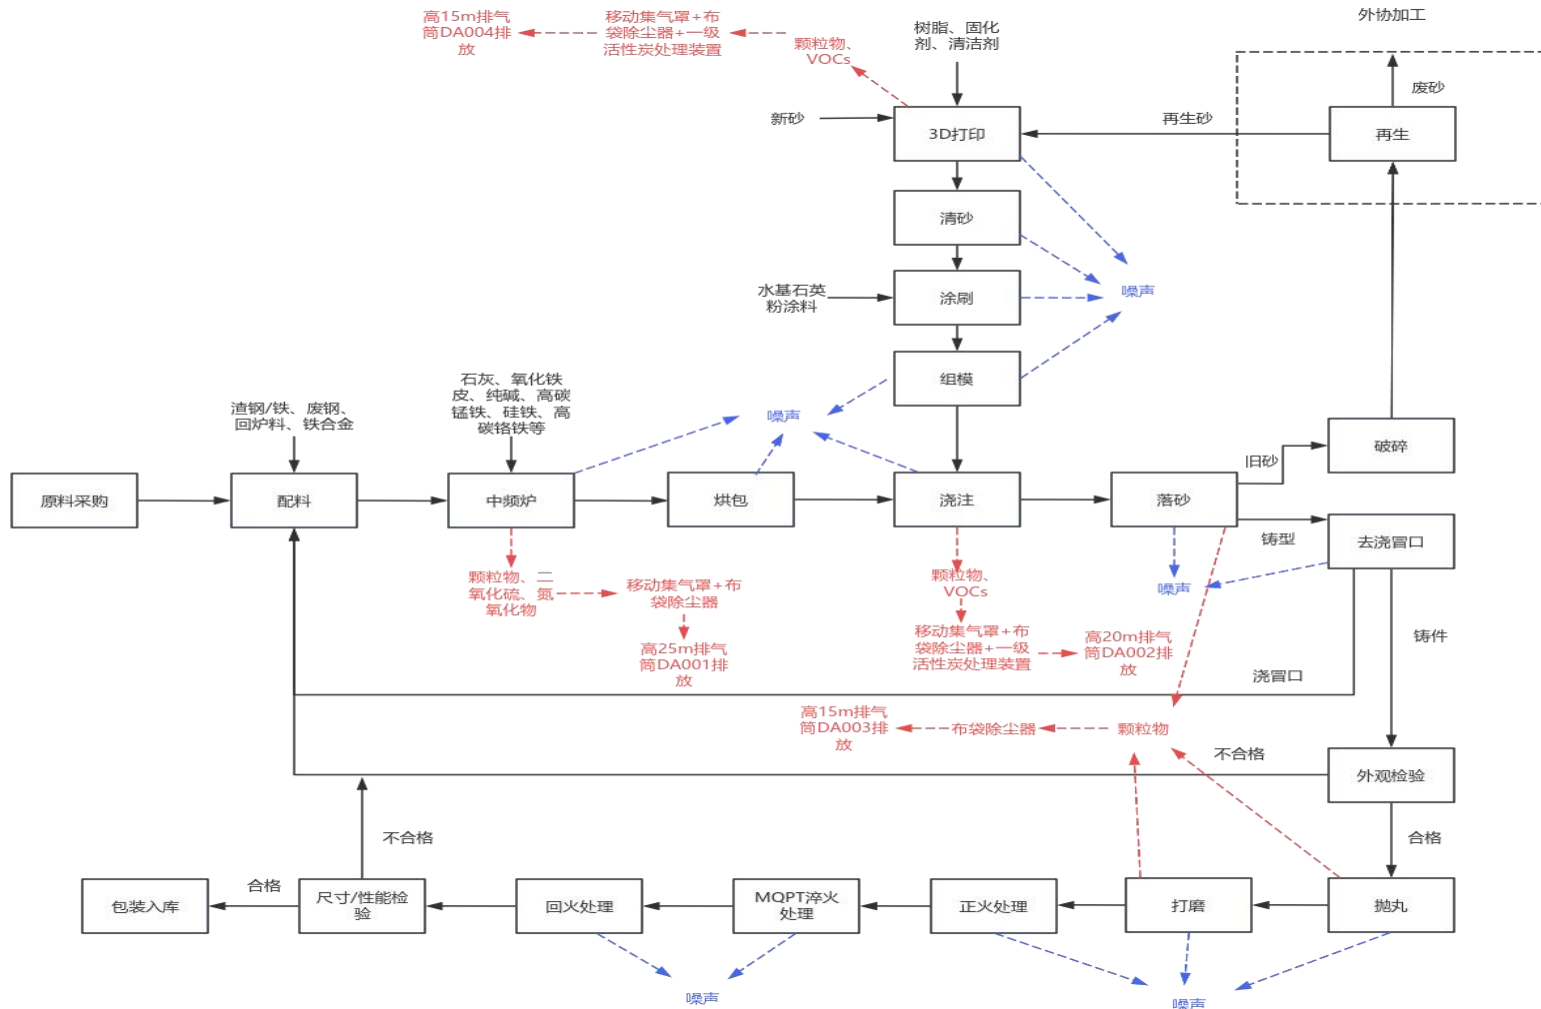 高15m排气
筒DA004排
放
移动集气罩+布
袋除尘器+一级
活性炭处理装置
颗粒物、
VOCs
树脂、固化
剂、清洁剂
外协加工
废砂
新砂
3D打印
再生砂
再生
清砂
水基石英
粉涂料
涂刷
噪声
组模
石灰、氧化铁
皮、纯碱、高碳
锰铁、硅铁、高
碳铬铁等
渣钢/铁、废钢、
回炉料、铁合金
噪声
破碎
旧砂
原料采购
配料
中频炉
烘包
浇注
落砂
铸型
去浇冒口
颗粒物、二
氧化硫、氮
氧化物
移动集气罩+布
袋除尘器
高25m排气
筒DA001排
放
颗粒物、
VOCs
移动集气罩+布
袋除尘器+一级
活性炭处理装置
高20m排气
筒DA002排
放
噪声
铸件
浇冒口
高15m排气
筒DA003排
放
布袋除尘器
颗粒物
不合格
外观检验
不合格
合格
包装入库
合格
尺寸/性能检
验
回火处理
MQPT淬火
处理
正火处理
打磨
抛丸
噪声
噪声